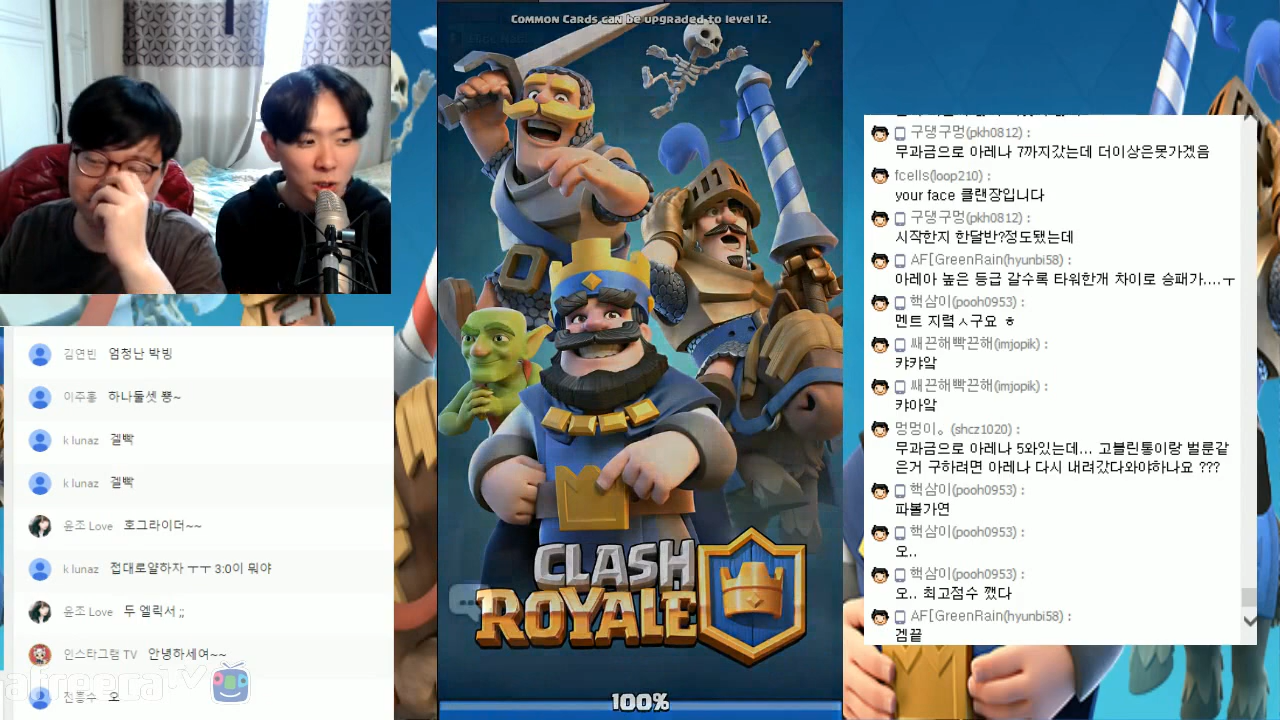 Common Cards can be upgraded to level 12.
CLASH
ROYALE
100%
김연빈 엄청난 박빙
이주홍 하나둘셋 뿅~
k lunaz 겔빡
k lunaz 겔빡
윤조 Love 호그라이더~~
k lunaz 접대로얄하자 ㅜㅜ 3:0이 뭐야
윤조 Love 두 엘릭서 ;;
인스타그램 TV 안녕하세여~~
천흥수 오
afreecaTV
구댕구멍(pkh0812) :
무과금으로 아레나 7까지갔는데 더이상은못가겠음
fcells(loop210) :
your face 클랜장입니다
구댕구멍(pkh0812) :
시작한지 한달반?정도됐는데
AF[GreenRain(hyunbi58) :
아레아 높은 등급 갈수록 타워한개 차이로 승패가....ㅜ
핵삼이(pooh0953) :
멘트 지렸ㅅ구요 ㅎ
쌔끈해빡끈해(imjopik) :
캬캬앜
쌔끈해빡끈해(imjopik) :
캬아앜
멍멍이。(shcz1020) :
무과금으로 아레나 5와있는데... 고블린통이랑 벌룬같
은거 구하려면 아레나 다시 내려갔다와야하나요 ???
핵삼이(pooh0953) :
파볼가연
핵삼이(pooh0953) :
오..
핵삼이(pooh0953) :
오.. 최고점수 깼다
AF[GreenRain(hyunbi58) :
겜끝